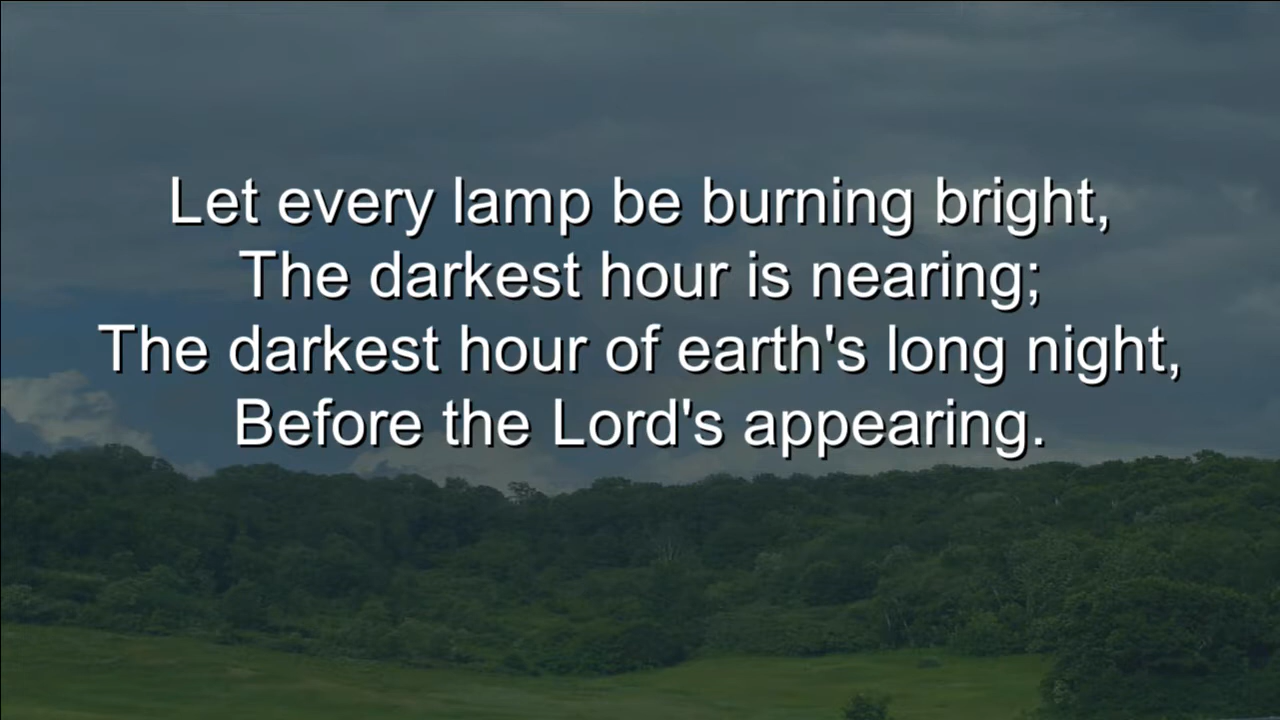 Let every lamp be burning bright,
The darkest hour is nearing;
The darkest hour of earth's long night,
Before the Lord's appearing.